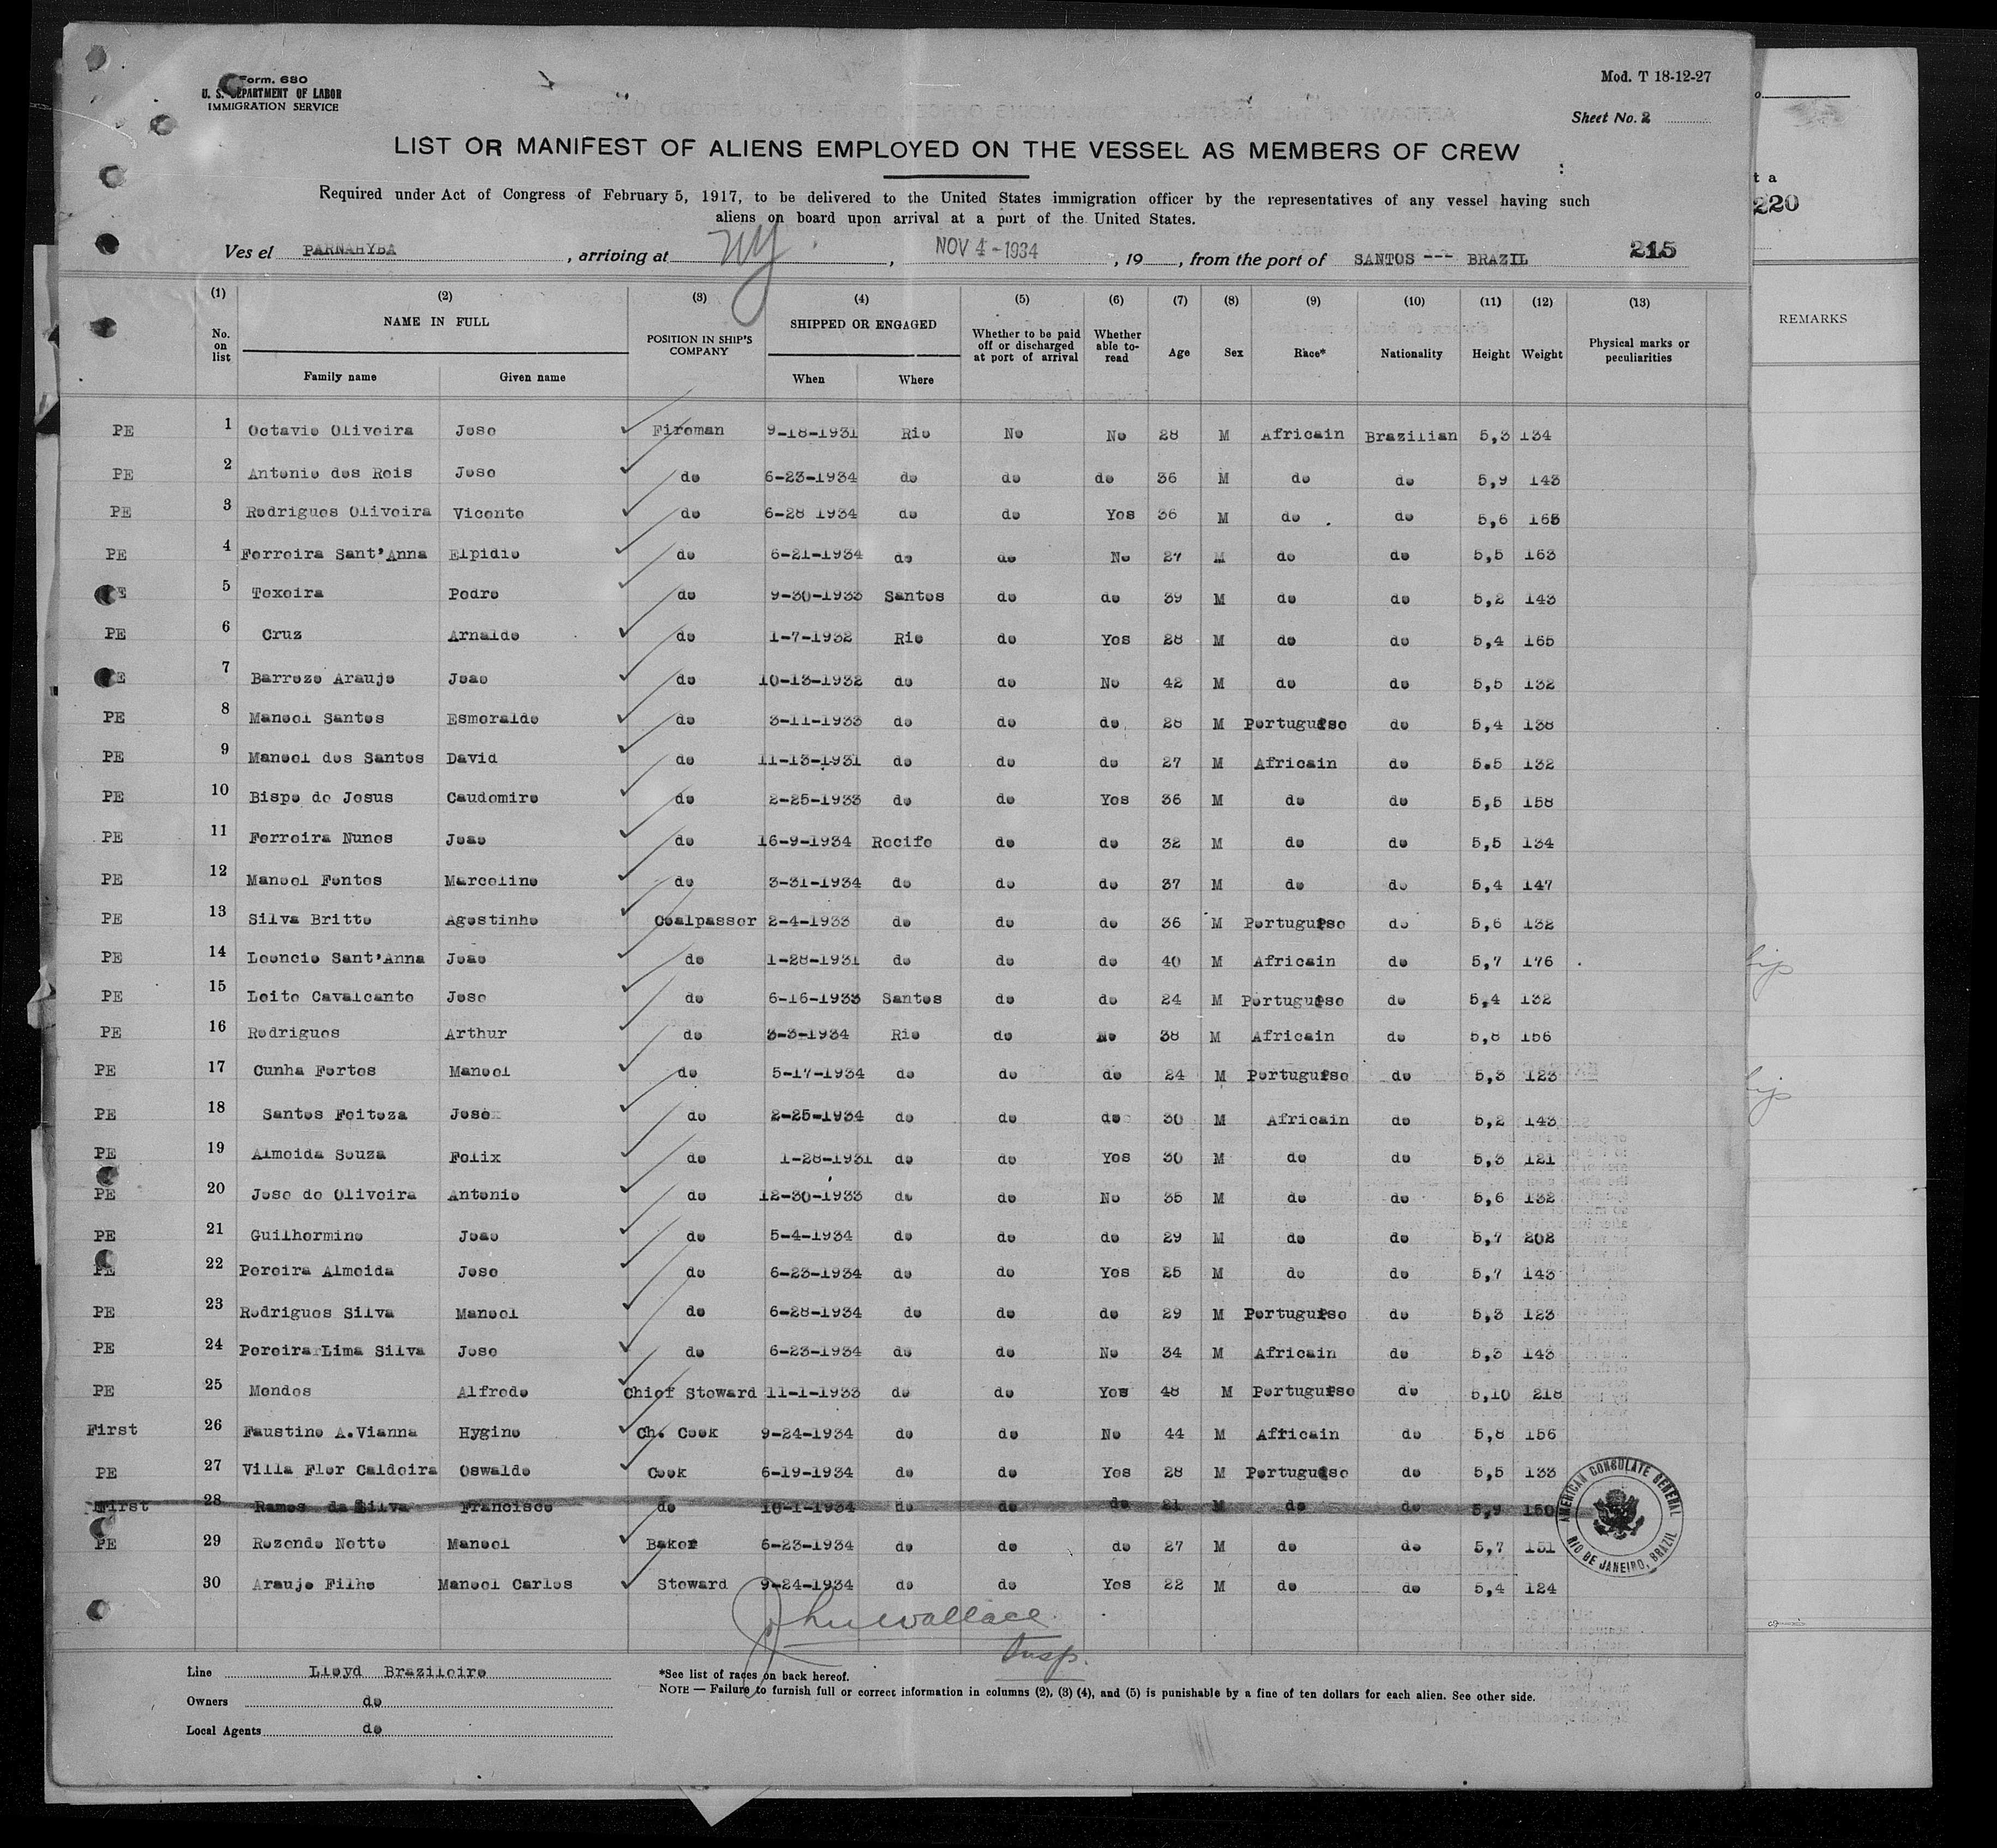 Form. 680
U. S. DEPARTMENT OF LABOR
IMMIGRATION SERVICE
Mod. T 18-12-27
Sheet No. 2
LIST OR MANIFEST OF ALIENS EMPLOYED ON THE VESSEL AS MEMBERS OF CREW
Required under Act of Congress of February 5, 1917, to be delivered to the United States immigration officer by the representatives of any vessel having such
aliens on board upon arrival at a port of the United States.
t a
220
Ves el PARNAHYBA, arriving at NY, NOV 4-1934, 19, from the port of SANTOS --- BRAZIL 215
(1) (2) (3) (4) (5) (6) (7) (8) (9) (10) (11) (12) (13)
No. on list NAME IN FULL Family name Given name POSITION IN SHIP'S COMPANY SHIPPED OR ENGAGED When Where Whether to be paid off or discharged at port of arrival Whether able to- read Age Sex Race* Nationality Height Weight Physical marks or peculiarities
REMARKS
PE 1 Octavio Oliveira Jose Fireman 9-18-1931 Rio No No 28 M Africain Brazilian 5,3 134
PE 2 Antonio dos Reis Jose do 6-23-1934 do do do 36 M do do 5,9 143
PE 3 Rodrigues Oliveira Vicente do 6-28 1934 do do Yes 36 M do do 5,6 165
PE 4 Ferreira Sant'Anna Elpidio do 6-21-1934 do do No 27 M do do 5,5 163
E 5 Texeira Pedro do 9-30-1933 Santos do do 39 M do do 5,2 143
PE 6 Cruz Arnaldo do 1-7-1932 Rio do Yes 28 M do do 5,4 165
E 7 Barrozo Araujo Joao do 10-13-1932 do do No 42 M do do 5,5 132
PE 8 Manoel Santos Esmeraldo do 3-11-1933 do do do 28 M Portuguese do 5,4 138
PE 9 Manoel dos Santos David do 11-13-1931 do do do 27 M Africain do 5.5 132
PE 10 Bispo de Jesus Caudomiro do 2-25-1933 do do Yes 36 M do do 5,5 158
PE 11 Ferreira Nunes Joao do 16-9-1934 Recife do do 32 M do do 5,5 134
PE 12 Manoel Fontes Marcelino do 3-31-1934 do do do 37 M do do 5,4 147
PE 13 Silva Britto Agostinho Coalpasser 2-4-1933 do do do 36 M Portuguese do 5,6 132
PE 14 Leoncio Sant'Anna Joao do 1-28-1931 do do do 40 M Africain do 5,7 176
PE 15 Leite Cavalcante Jose do 6-16-1933 Santos do do 24 M Portuguese do 5,4 132
PE 16 Rodrigues Arthur do 3-3-1934 Rio do No 38 M Africain do 5,8 156
PE 17 Cunha Fortes Manoel do 5-17-1934 do do do 24 M Portuguese do 5,3 123
PE 18 Santos Feitoza Jose do 2-25-1934 do do do 30 M Africain do 5,2 143
PE 19 Almeida Souza Felix do 1-28-1931 do do Yes 30 M do do 5,3 121
PE 20 Jose de Oliveira Antonio do 12-30-1933 do do No 35 M do do 5,6 132
PE 21 Guilhermino Joao do 5-4-1934 do do do 29 M do do 5,7 202
PE 22 Pereira Almeida Jose do 6-23-1934 do do Yes 25 M do do 5,7 143
PE 23 Rodrigues Silva Manoel do 6-28-1934 do do do 29 M Portuguese do 5,3 123
PE 24 Pereira Lima Silva Jose do 6-23-1934 do do No 34 M Africain do 5,3 143
PE 25 Mendes Alfredo Chief Steward 11-1-1933 do do Yes 48 M Portuguese do 5,10 218
First 26 Faustino A.Vianna Hygino Ch. Cook 9-24-1934 do do No 44 M Africain do 5,8 156
PE 27 Villa Flor Caldeira Oswaldo Cook 6-19-1934 do do Yes 28 M Portuguese do 5,5 133
First 28 Ramos da Silva Francisco do 10-1-1934 do do do 21 M do do 5,9 150
PE 29 Rezende Netto Manoel Baker 6-23-1934 do do do 27 M do do 5,7 151
30 Araujo Filho Manoel Carlos Steward 9-24-1934 do do Yes 22 M do do 5,4 124
AMERICAN CONSULATE GENERAL
RIO DE JANEIRO, BRAZIL
John Wallace
Insp.
Line Lloyd Brazileiro
Owners do
Local Agents do
*See list of races on back hereof.
NOTE — Failure to furnish full or correct information in columns (2), (3) (4), and (5) is punishable by a fine of ten dollars for each alien. See other side.